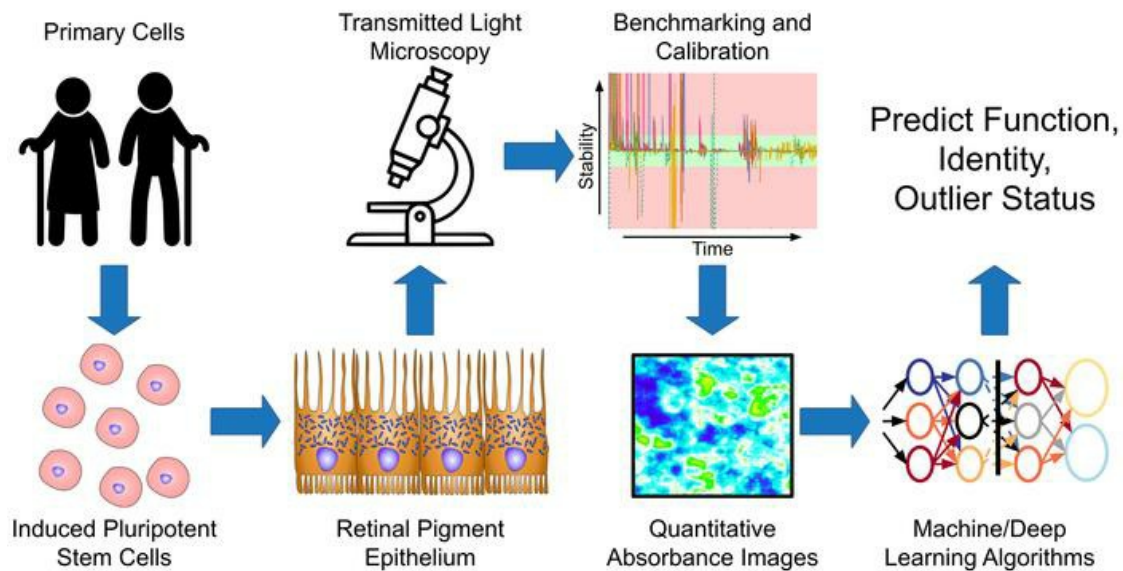 Primary Cells
Transmitted Light
Microscopy
Benchmarking and
Calibration
Stability
Time
Predict Function,
Identity,
Outlier Status
Induced Pluripotent
Stem Cells
Retinal Pigment
Epithelium
Quantitative
Absorbance Images
Machine/Deep
Learning Algorithms